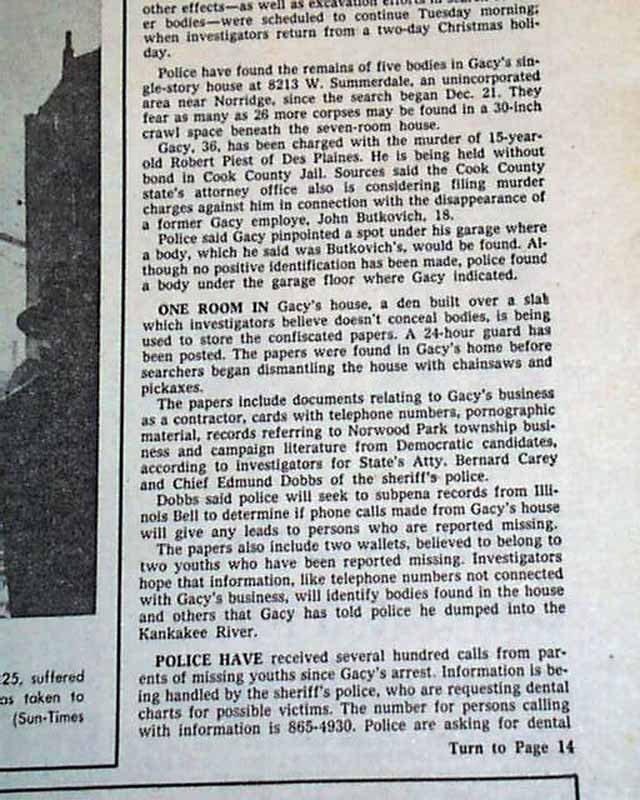 other effects—as well as excavation efforts in search of
er bodies—were scheduled to continue Tuesday morning,
when investigators return from a two-day Christmas holi-
day.
Police have found the remains of five bodies in Gacy's sin-
gle-story house at 8213 W. Summerdale, an unincorporated
area near Norridge, since the search began Dec. 21. They
fear as many as 26 more corpses may be found in a 30-inch
crawl space beneath the seven-room house.
Gacy, 36, has been charged with the murder of 15-year-
old Robert Piest of Des Plaines. He is being held without
bond in Cook County Jail. Sources said the Cook County
state's attorney office also is considering filing murder
charges against him in connection with the disappearance of
a former Gacy employe, John Butkovich, 18.
Police said Gacy pinpointed a spot under his garage where
a body, which he said was Butkovich's, would be found. Al-
though no positive identification has been made, police found
a body under the garage floor where Gacy indicated.
ONE ROOM IN Gacy's house, a den built over a slab
which investigators believe doesn't conceal bodies, is being
used to store the confiscated papers. A 24-hour guard has
been posted. The papers were found in Gacy's home before
searchers began dismantling the house with chainsaws and
pickaxes.
The papers include documents relating to Gacy's business
as a contractor, cards with telephone numbers, pornographic
material, records referring to Norwood Park township busi-
ness and campaign literature from Democratic candidates,
according to investigators for State's Atty. Bernard Carey
and Chief Edmund Dobbs of the sheriff's police.
Dobbs said police will seek to subpena records from Illi-
nois Bell to determine if phone calls made from Gacy's house
will give any leads to persons who are reported missing.
The papers also include two wallets, believed to belong to
two youths who have been reported missing. Investigators
hope that information, like telephone numbers not connected
with Gacy's business, will identify bodies found in the house
and others that Gacy has told police he dumped into the
Kankakee River.
POLICE HAVE received several hundred calls from par-
ents of missing youths since Gacy's arrest. Information is be-
ing handled by the sheriff's police, who are requesting dental
charts for possible victims. The number for persons calling
with information is 865-4930. Police are asking for dental
Turn to Page 14
25, suffered
as taken to
(Sun-Times